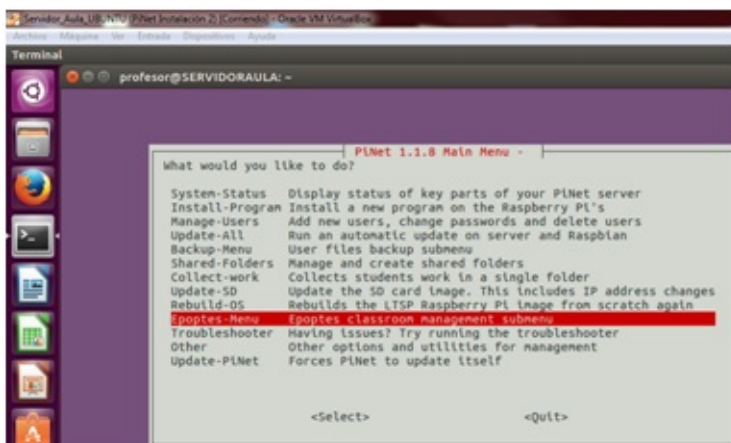 Servidor_Aula_UBUNTU (PiNet Instalación 2) [Corriendo] - Oracle VM VirtualBox
Archivo Máquina Ver Entrada Dispositivos Ayuda
Terminal
profesor@SERVIDORAULA: ~
PiNet 1.1.8 Main Menu -
What would you like to do?
System-Status Display status of key parts of your PiNet server
Install-Program Install a new program on the Raspberry Pi's
Manage-Users Add new users, change passwords and delete users
Update-All Run an automatic update on server and Raspbian
Backup-Menu User files backup submenu
Shared-Folders Manage and create shared folders
Collect-work Collects students work in a single folder
Update-SD Update the SD card image. This includes IP address changes
Rebuild-OS Rebuilds the LTSP Raspberry Pi image from scratch again
Epoptes-Menu Epoptes classroom management submenu
Troubleshooter Having issues? Try running the troubleshooter
Other Other options and utilities for management
Update-PiNet Forces PiNet to update itself
<Select> <Quit>